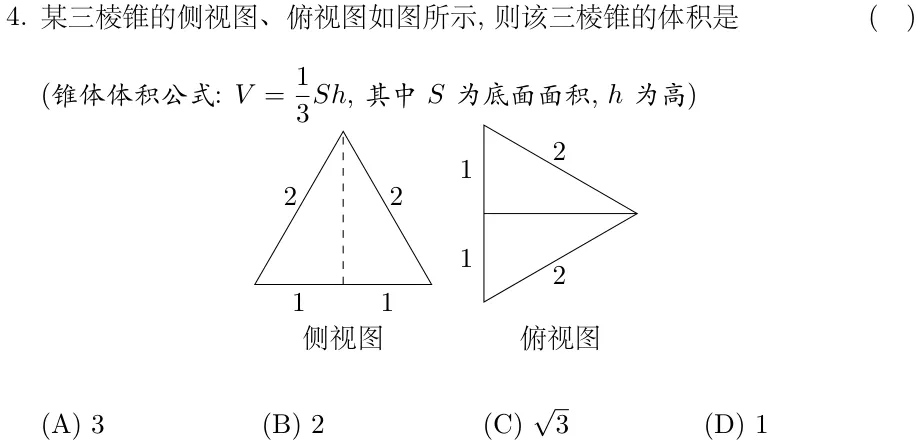 4. 某三棱锥的侧视图、俯视图如图所示, 则该三棱锥的体积是 ( )
(锥体体积公式: V = 1/3 Sh, 其中 S 为底面面积, h 为高)
2 2
1 1
侧视图
1 2
1 2
俯视图
(A) 3 (B) 2 (C) √3 (D) 1